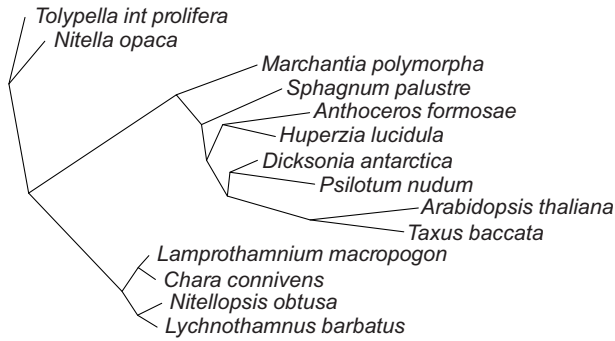 Tolypella int prolifera
Nitella opaca
Marchantia polymorpha
Sphagnum palustre
Anthoceros formosae
Huperzia lucidula
Dicksonia antarctica
Psilotum nudum
Arabidopsis thaliana
Taxus baccata
Lamprothamnium macropogon
Chara connivens
Nitellopsis obtusa
Lychnothamnus barbatus